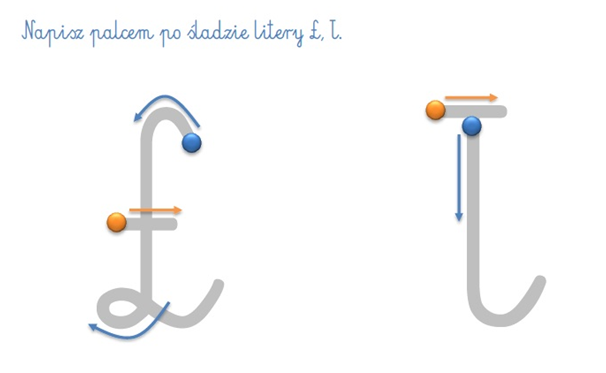 Napisz palcem po śladzie litery Ł, ł.
Ł ł